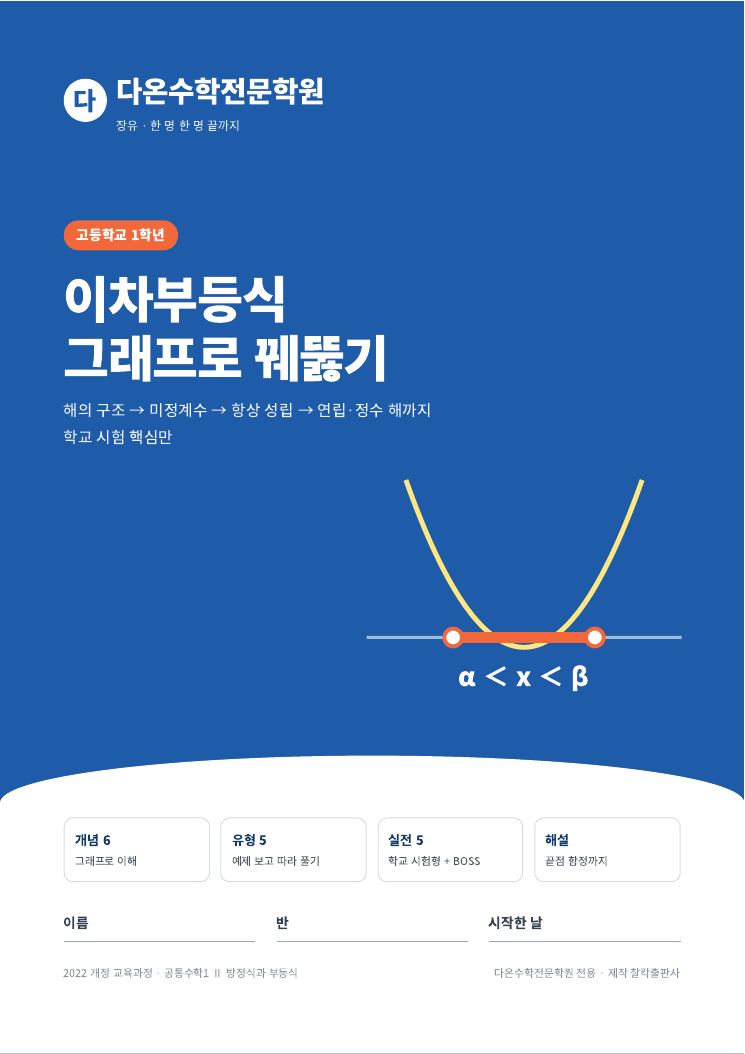 다
다온수학전문학원
장유 · 한 명 한 명 끝까지
고등학교 1학년
이차부등식
그래프로 꿰뚫기
해의 구조 → 미정계수 → 항상 성립 → 연립·정수 해까지
학교 시험 핵심만
α < x < β
개념 6
그래프로 이해
유형 5
예제 보고 따라 풀기
실전 5
학교 시험형 + BOSS
해설
끝점 함정까지
이름
반
시작한 날
2022 개정 교육과정 · 공통수학1 Ⅱ 방정식과 부등식
다온수학전문학원 전용 · 제작 찰칵출판사